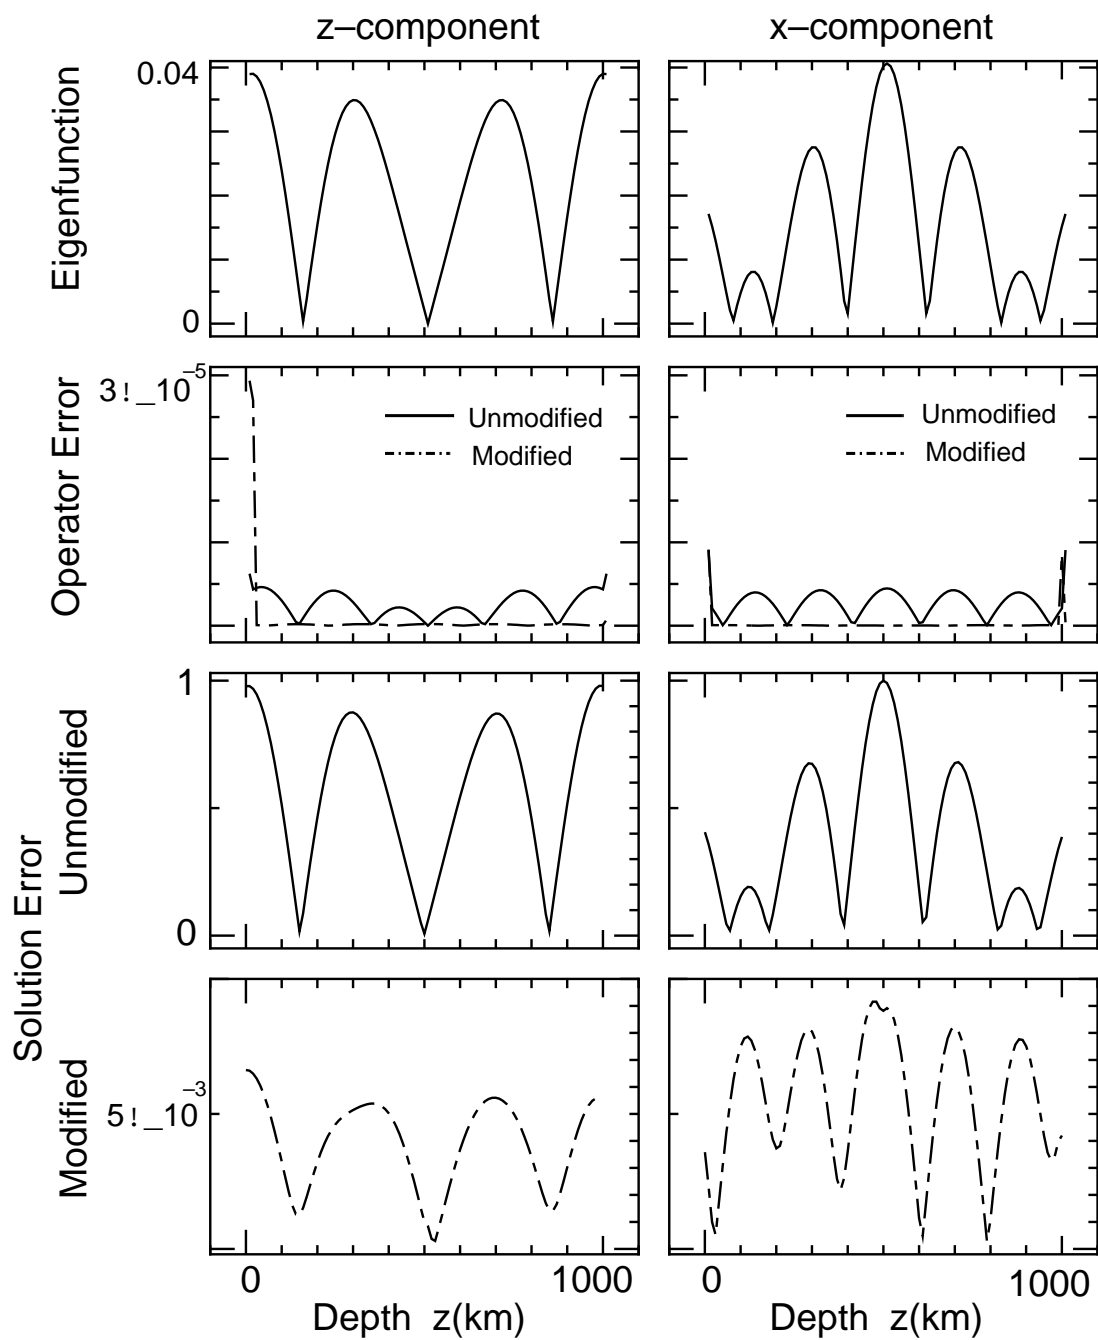 z–component
x–component
Eigenfunction
0.04
0
Operator Error
3!_10–5
Unmodified
Modified
Unmodified
Modified
Solution Error
Unmodified
1
0
Modified
5!_10–3
0
1000
0
1000
Depth z(km)
Depth z(km)